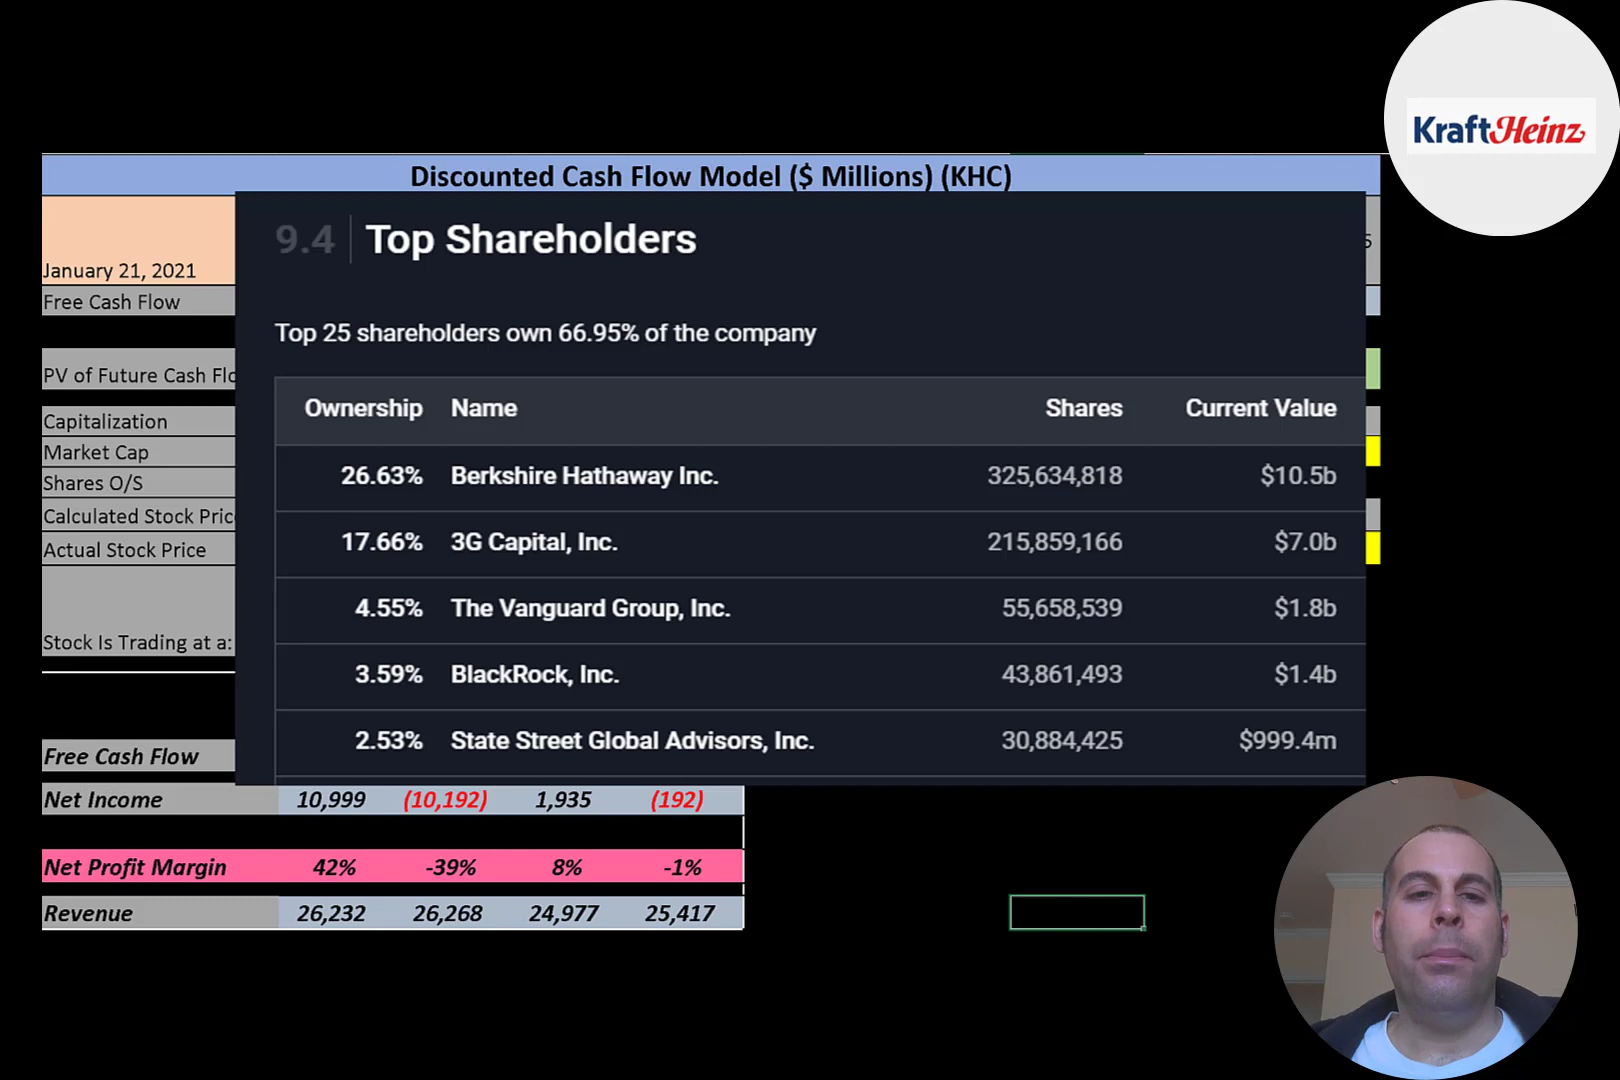 KraftHeinz
Discounted Cash Flow Model ($ Millions) (KHC)
9.4 Top Shareholders
January 21, 2021
Free Cash Flow
Top 25 shareholders own 66.95% of the company
PV of Future Cash Flo
Ownership Name Shares Current Value
Capitalization
Market Cap
26.63% Berkshire Hathaway Inc. 325,634,818 $10.5b
Shares O/S
Calculated Stock Pric
17.66% 3G Capital, Inc. 215,859,166 $7.0b
Actual Stock Price
4.55% The Vanguard Group, Inc. 55,658,539 $1.8b
Stock Is Trading at a:
3.59% BlackRock, Inc. 43,861,493 $1.4b
2.53% State Street Global Advisors, Inc. 30,884,425 $999.4m
Free Cash Flow
Net Income 10,999 (10,192) 1,935 (192)
Net Profit Margin 42% -39% 8% -1%
Revenue 26,232 26,268 24,977 25,417